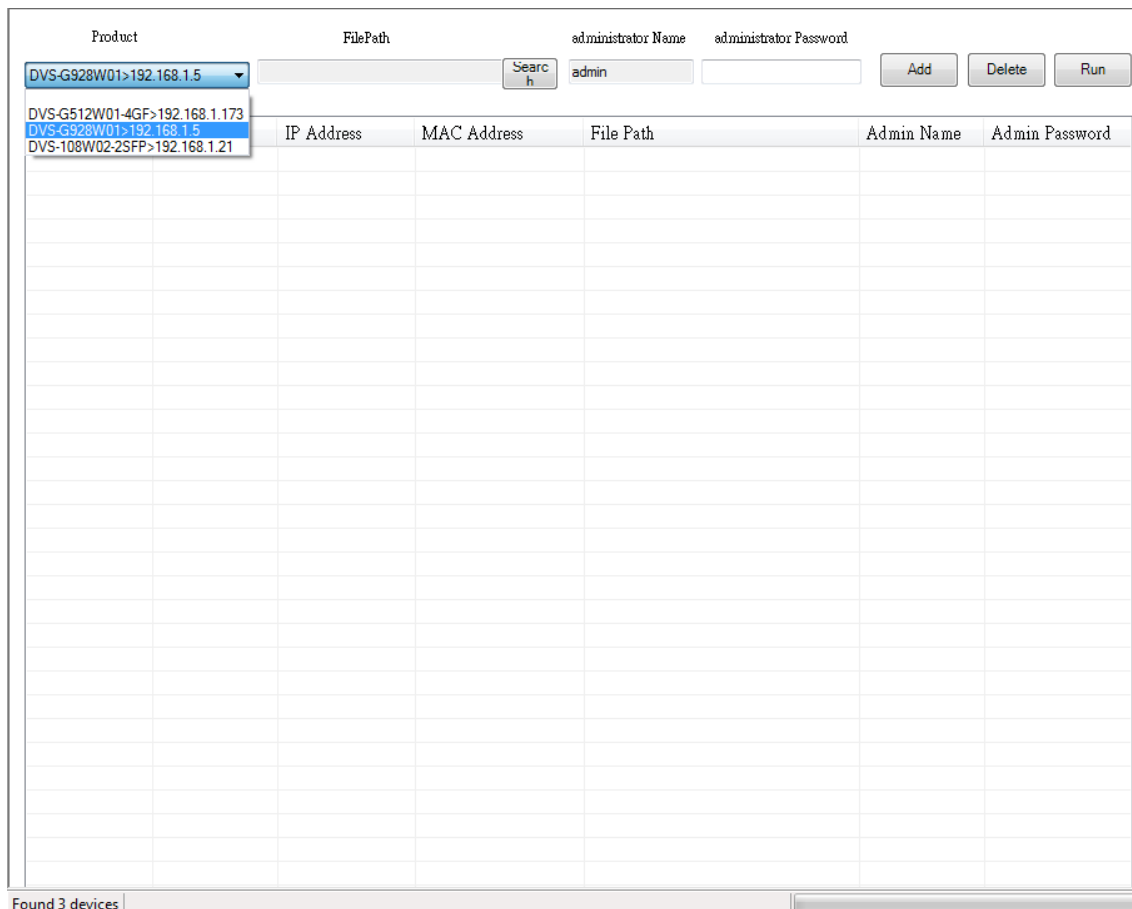 Product FilePath administrator Name administrator Password
DVS-G928W01>192.168.1.5 Searc
h admin Add Delete Run
DVS-G512W01-4GF>192.168.1.173
DVS-G928W01>192.168.1.5
DVS-108W02-2SFP>192.168.1.21
IP Address MAC Address File Path Admin Name Admin Password
Found 3 devices